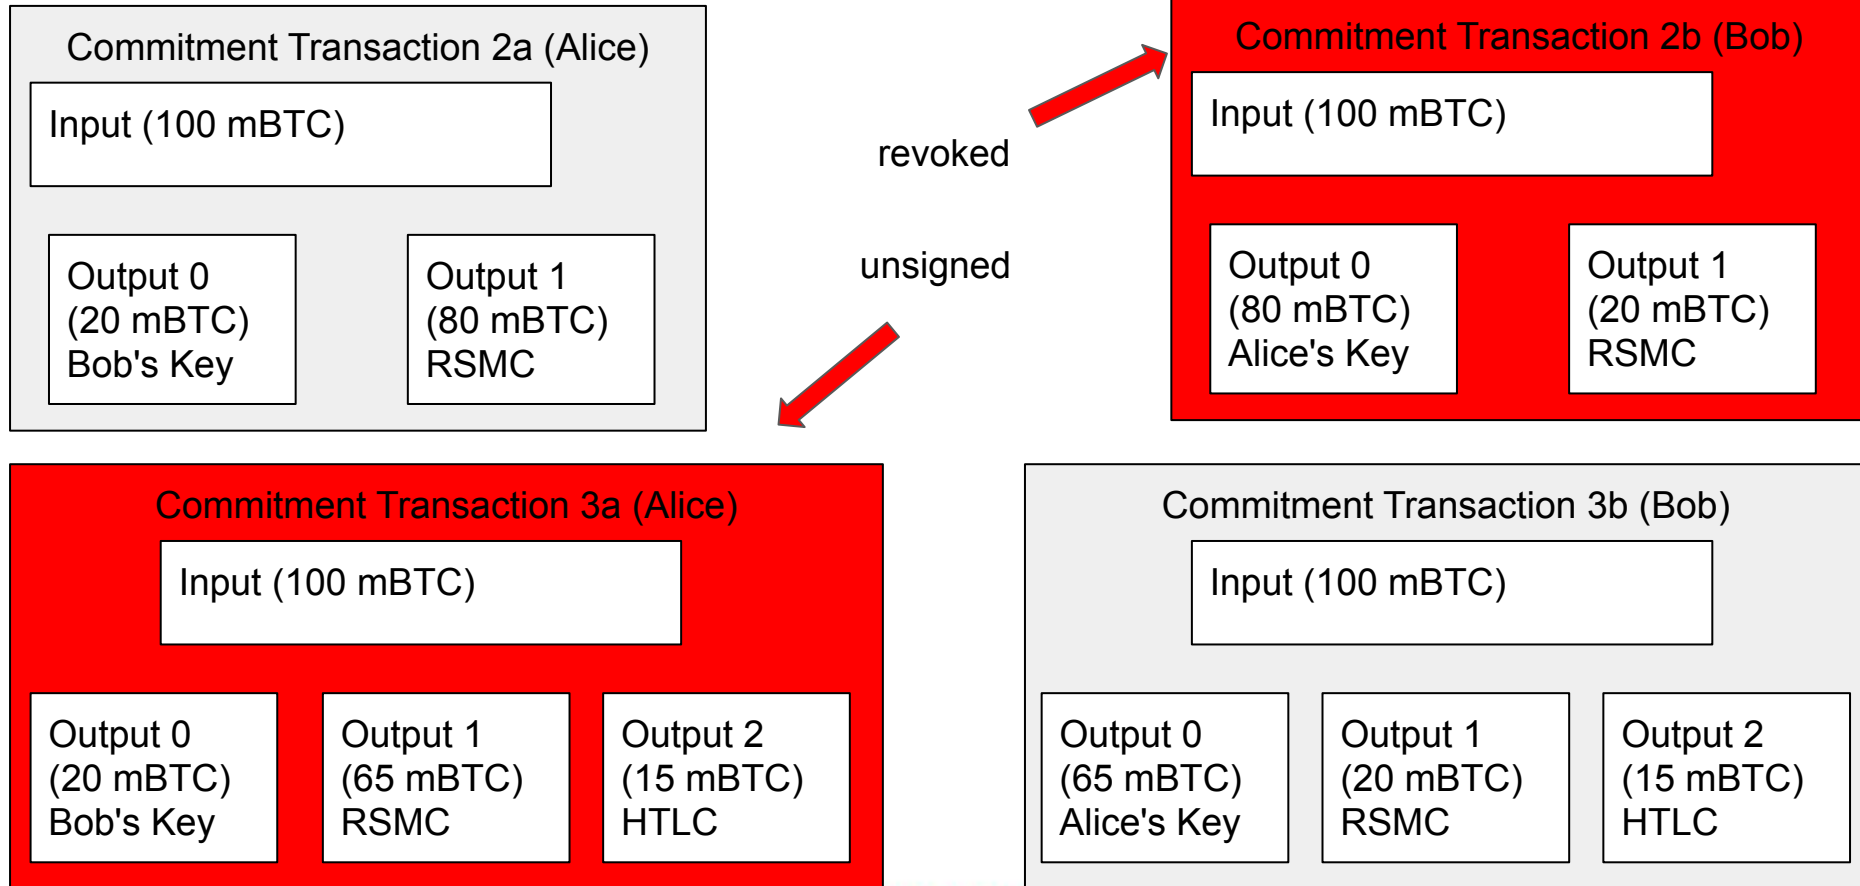 Commitment Transaction 2a (Alice)
Input (100 mBTC)
Output 0
(20 mBTC)
Bob's Key
Output 1
(80 mBTC)
RSMC
revoked
unsigned
Commitment Transaction 2b (Bob)
Input (100 mBTC)
Output 0
(80 mBTC)
Alice's Key
Output 1
(20 mBTC)
RSMC
Commitment Transaction 3a (Alice)
Input (100 mBTC)
Output 0
(20 mBTC)
Bob's Key
Output 1
(65 mBTC)
RSMC
Output 2
(15 mBTC)
HTLC
Commitment Transaction 3b (Bob)
Input (100 mBTC)
Output 0
(65 mBTC)
Alice's Key
Output 1
(20 mBTC)
RSMC
Output 2
(15 mBTC)
HTLC